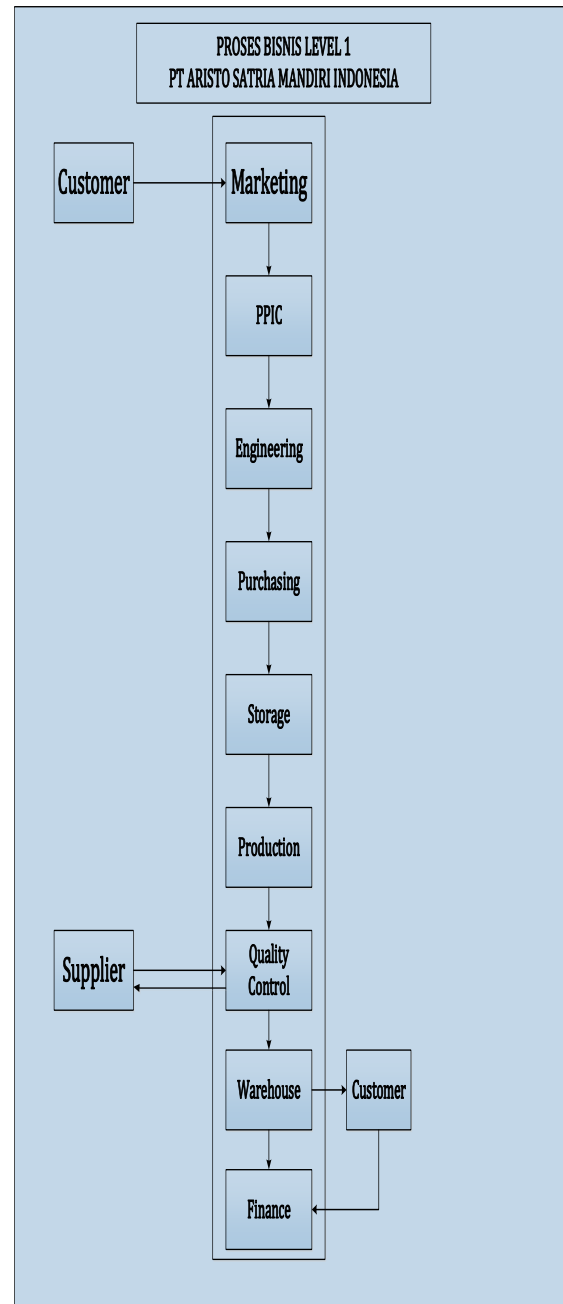 PROSES BISNIS LEVEL 1
PT ARISTO SATRIA MANDIRI INDONESIA
Customer
Marketing
PPIC
Engineering
Purchasing
Storage
Production
Supplier
Quality
Control
Warehouse
Customer
Finance